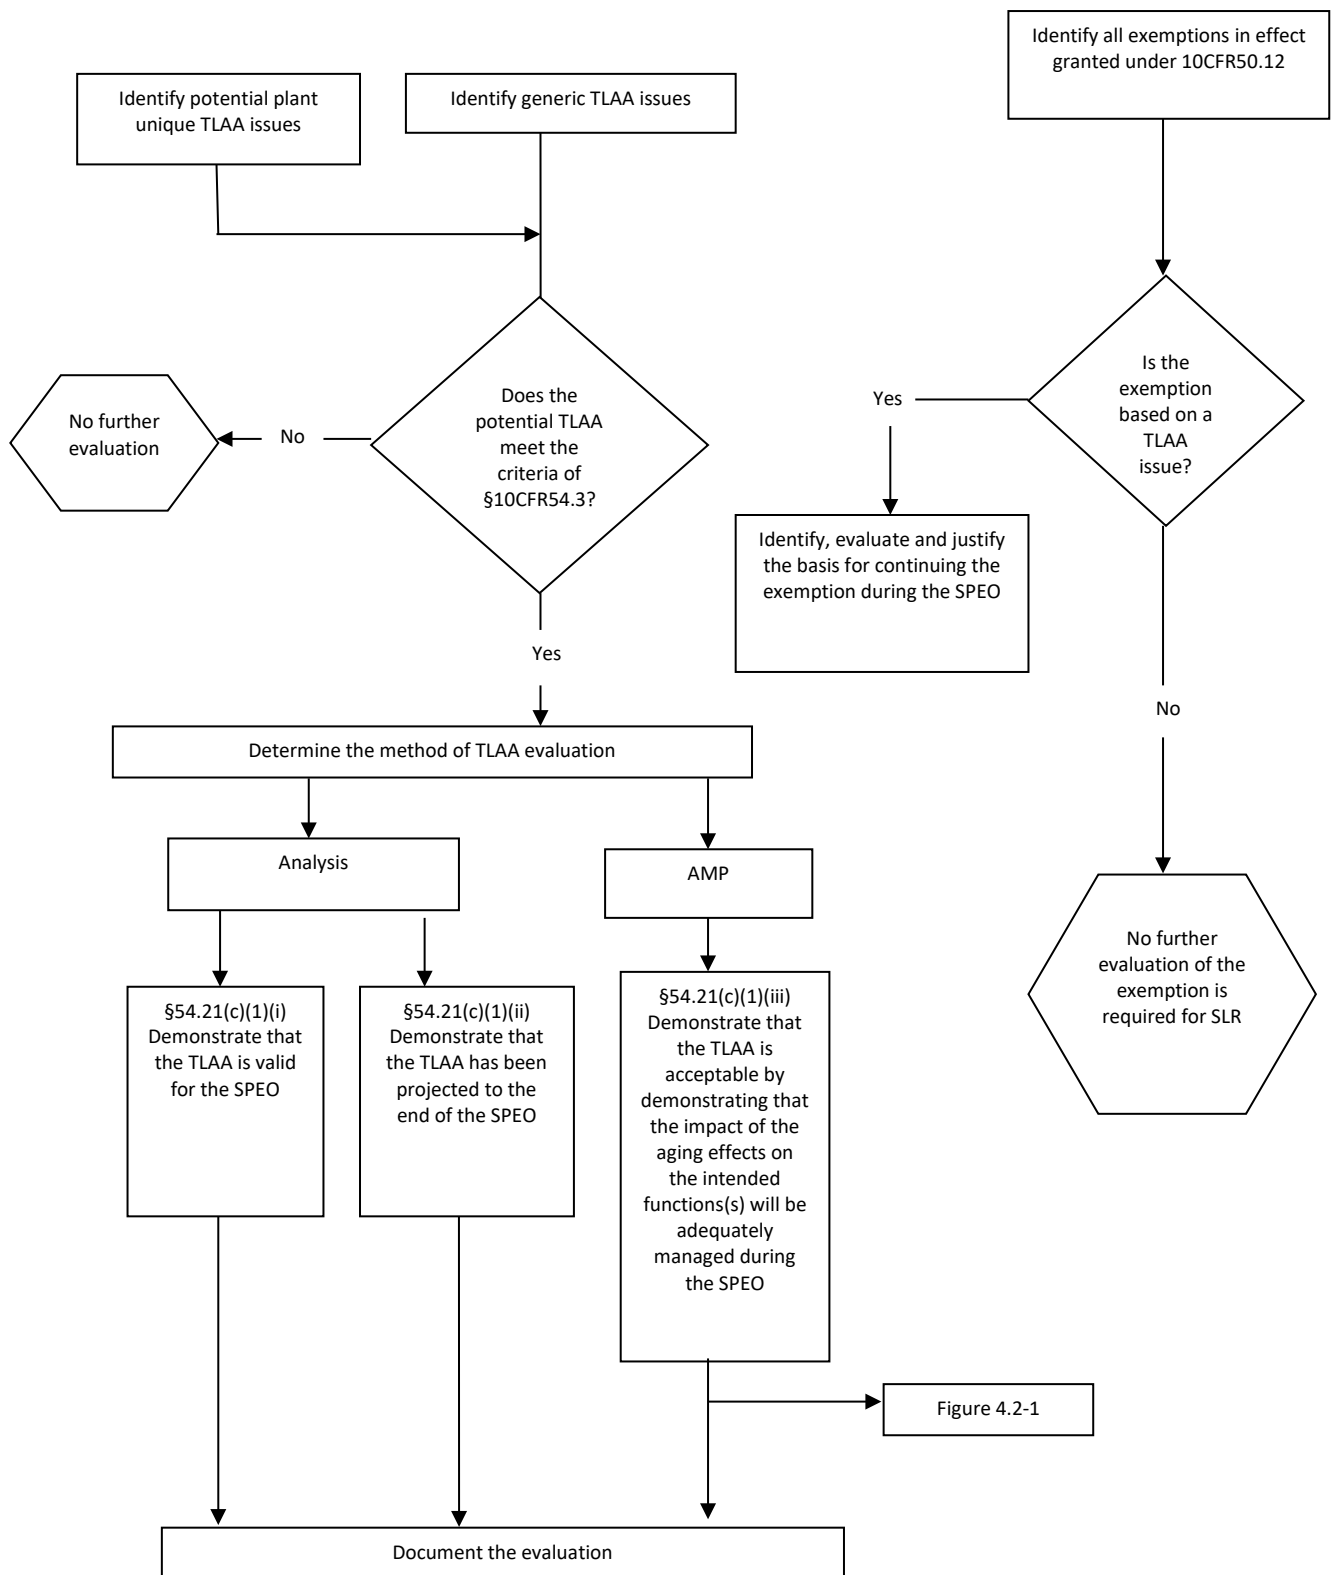 Identify potential plant
unique TLAA issues
Identify generic TLAA issues
Identify all exemptions in effect
granted under 10CFR50.12
Does the
potential TLAA
meet the
criteria of
§10CFR54.3?
No
No further
evaluation
Is the
exemption
based on a
TLAA
issue?
Yes
Identify, evaluate and justify
the basis for continuing the
exemption during the SPEO
Yes
No
Determine the method of TLAA evaluation
Analysis
AMP
No further
evaluation of the
exemption is
required for SLR
§54.21(c)(1)(i)
Demonstrate that
the TLAA is valid
for the SPEO
§54.21(c)(1)(ii)
Demonstrate that
the TLAA has been
projected to the
end of the SPEO
§54.21(c)(1)(iii)
Demonstrate that
the TLAA is
acceptable by
demonstrating that
the impact of the
aging effects on
the intended
functions(s) will be
adequately
managed during
the SPEO
Figure 4.2-1
Document the evaluation